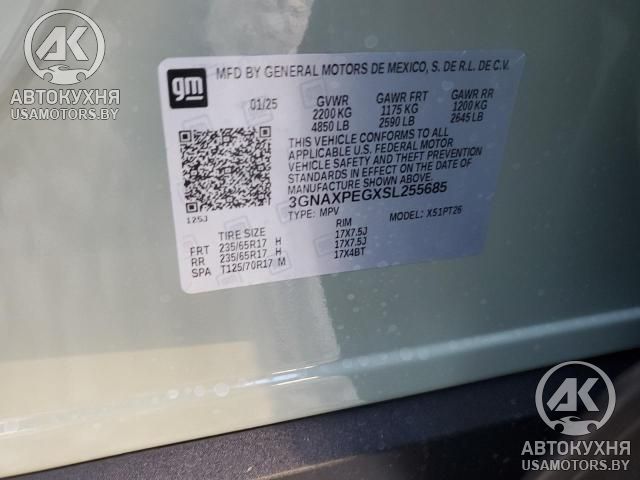 AK
АВТОКУХНЯ
USAMOTORS.BY
gm
MFD BY GENERAL MOTORS DE MEXICO, S. DE R.L. DE C.V.
01/25 GVWR GAWR FRT GAWR RR
2200 KG 1175 KG 1200 KG
4850 LB 2590 LB 2645 LB
THIS VEHICLE CONFORMS TO ALL
APPLICABLE U.S. FEDERAL MOTOR
VEHICLE SAFETY AND THEFT PREVENTION
STANDARDS IN EFFECT ON THE DATE OF
MANUFACTURE SHOWN ABOVE.
3GNAXPEGXSL255685
125J
TYPE: MPV MODEL: X51PT26
TIRE SIZE RIM
FRT 235/65R17 H 17X7.5J
RR 235/65R17 H 17X7.5J
SPA T125/70R17 M 17X4BT
AK
АВТОКУХНЯ
USAMOTORS.BY